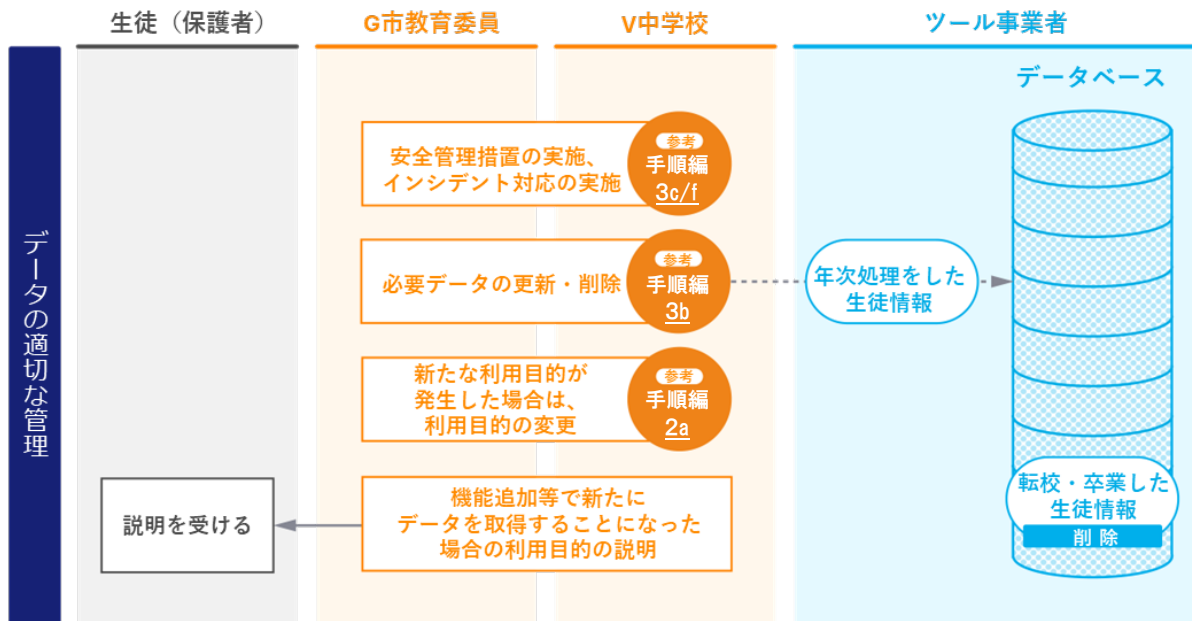 生徒（保護者）
G市教育委員
V中学校
ツール事業者
データの適切な管理
データベース
安全管理措置の実施、
インシデント対応の実施
参考
手順編
3c/f
必要データの更新・削除
参考
手順編
3b
年次処理をした
生徒情報
新たな利用目的が
発生した場合は、
利用目的の変更
参考
手順編
2a
転校・卒業した
生徒情報
削除
説明を受ける
機能追加等で新たに
データを取得することになった
場合の利用目的の説明